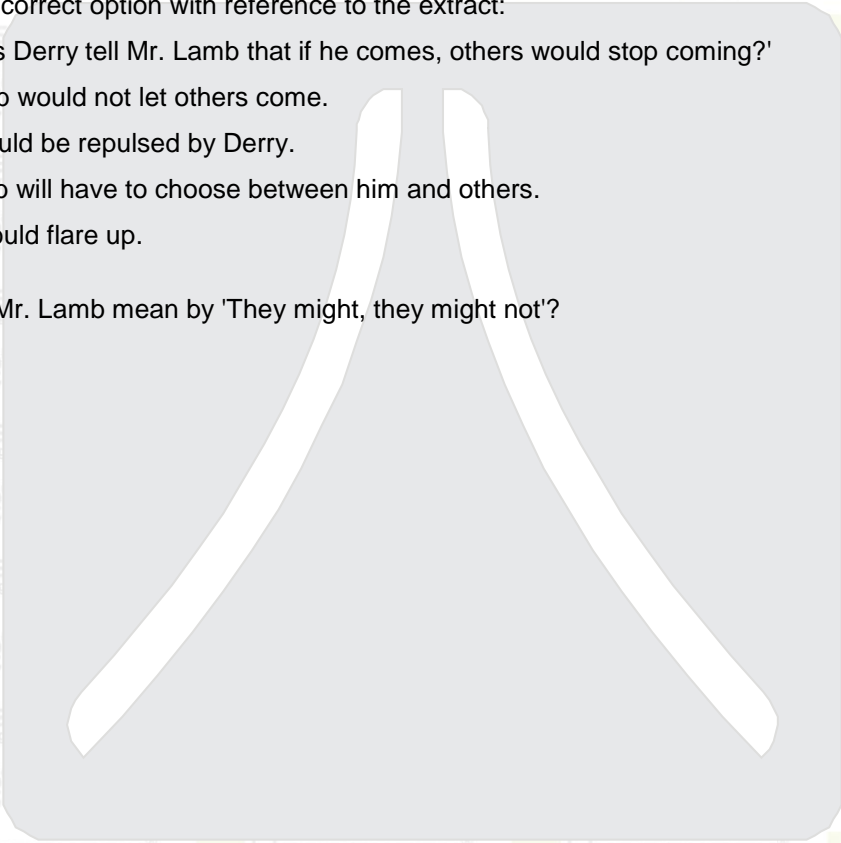 correct option with reference to the extract:
s Derry tell Mr. Lamb that if he comes, others would stop coming?'
o would not let others come.
uld be repulsed by Derry.
o will have to choose between him and others.
ould flare up.
Mr. Lamb mean by 'They might, they might not'?